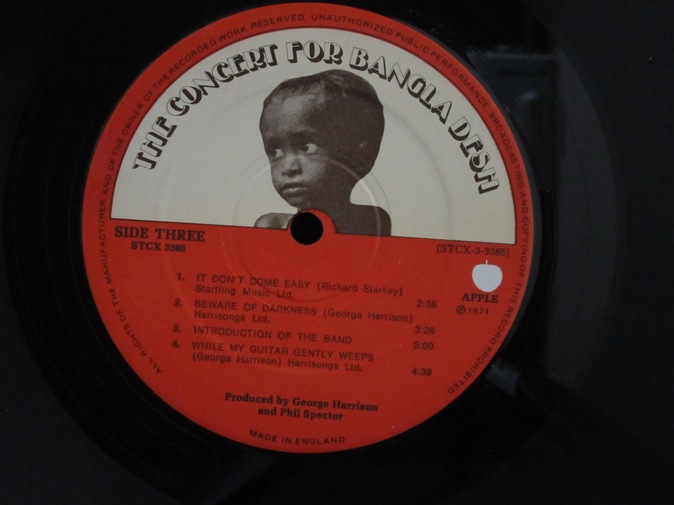 ALL RIGHTS OF THE MANUFACTURER AND OF THE OWNER OF THE RECORDED WORK RESERVED. UNAUTHORIZED PUBLIC PERFORMANCE, BROADCASTING AND COPYING OF THIS RECORD PROHIBITED.
THE CONCERT FOR BANGLA DESH
SIDE THREE
STCX 3385
(STCX-3-3385)
APPLE
Ⓟ1971
1. IT DON'T COME EASY (Richard Starkey)
Startling Music Ltd. 2:38
2. BEWARE OF DARKNESS (George Harrison)
Harrisongs Ltd. 3:26
3. INTRODUCTION OF THE BAND 3:00
4. WHILE MY GUITAR GENTLY WEEPS
(George Harrison) Harrisongs Ltd. 4:39
Produced by George Harrison
and Phil Spector
MADE IN ENGLAND